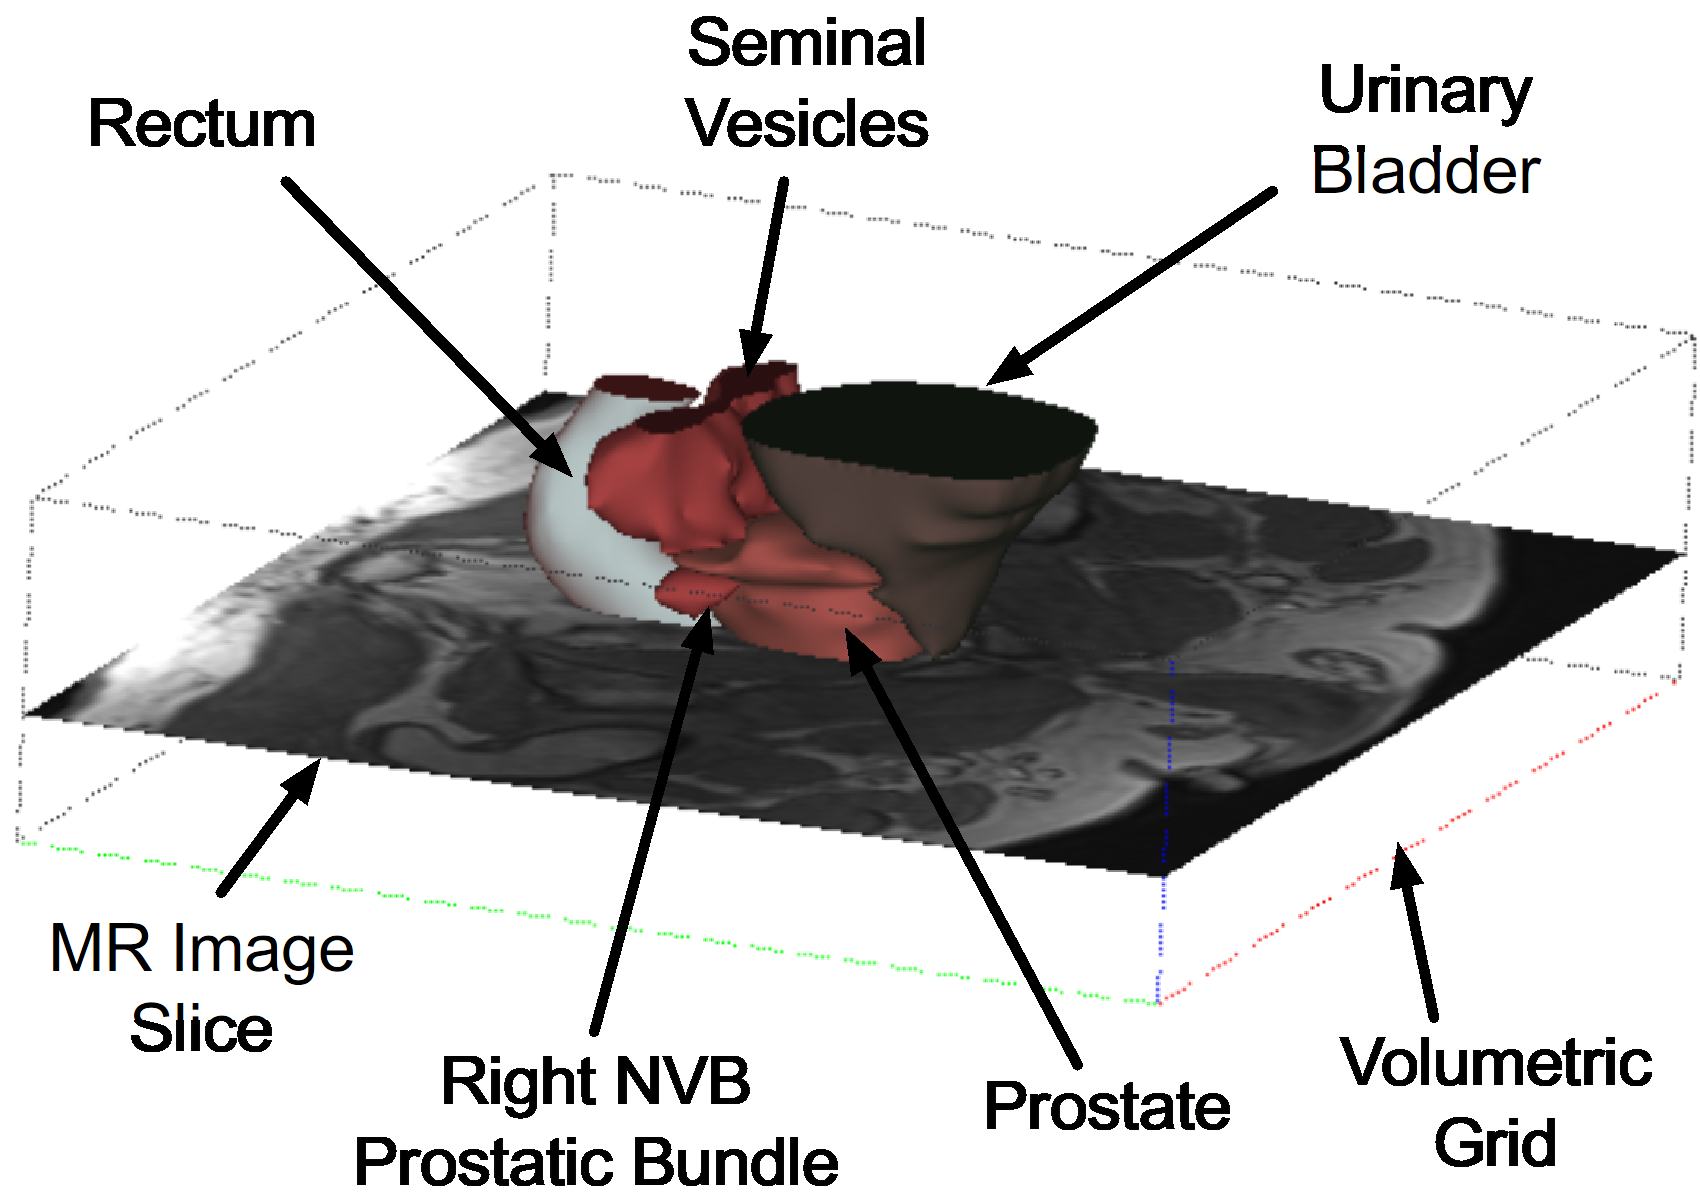 Seminal
Vesicles
Rectum
Urinary
Bladder
MR Image
Slice
Right NVB
Prostatic Bundle
Prostate
Volumetric
Grid